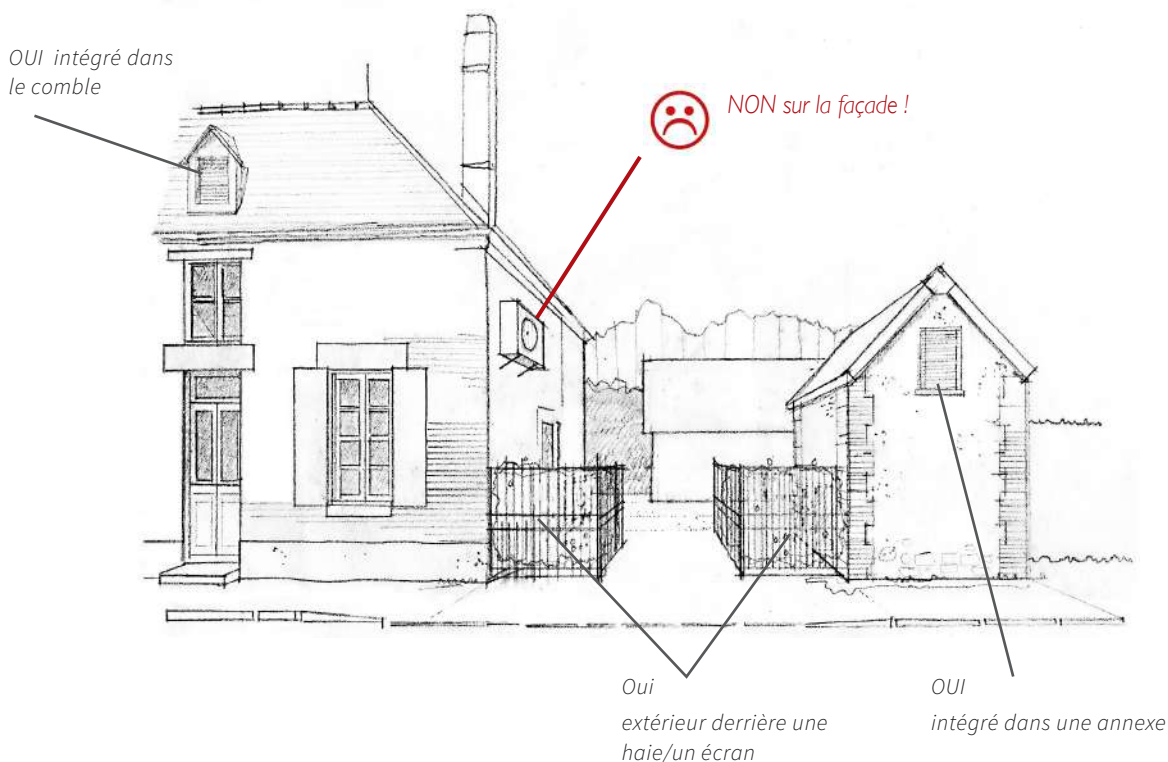 OUI intégré dans
le comble
NON sur la façade !
Oui
extérieur derrière une
haie/un écran
OUI
intégré dans une annexe